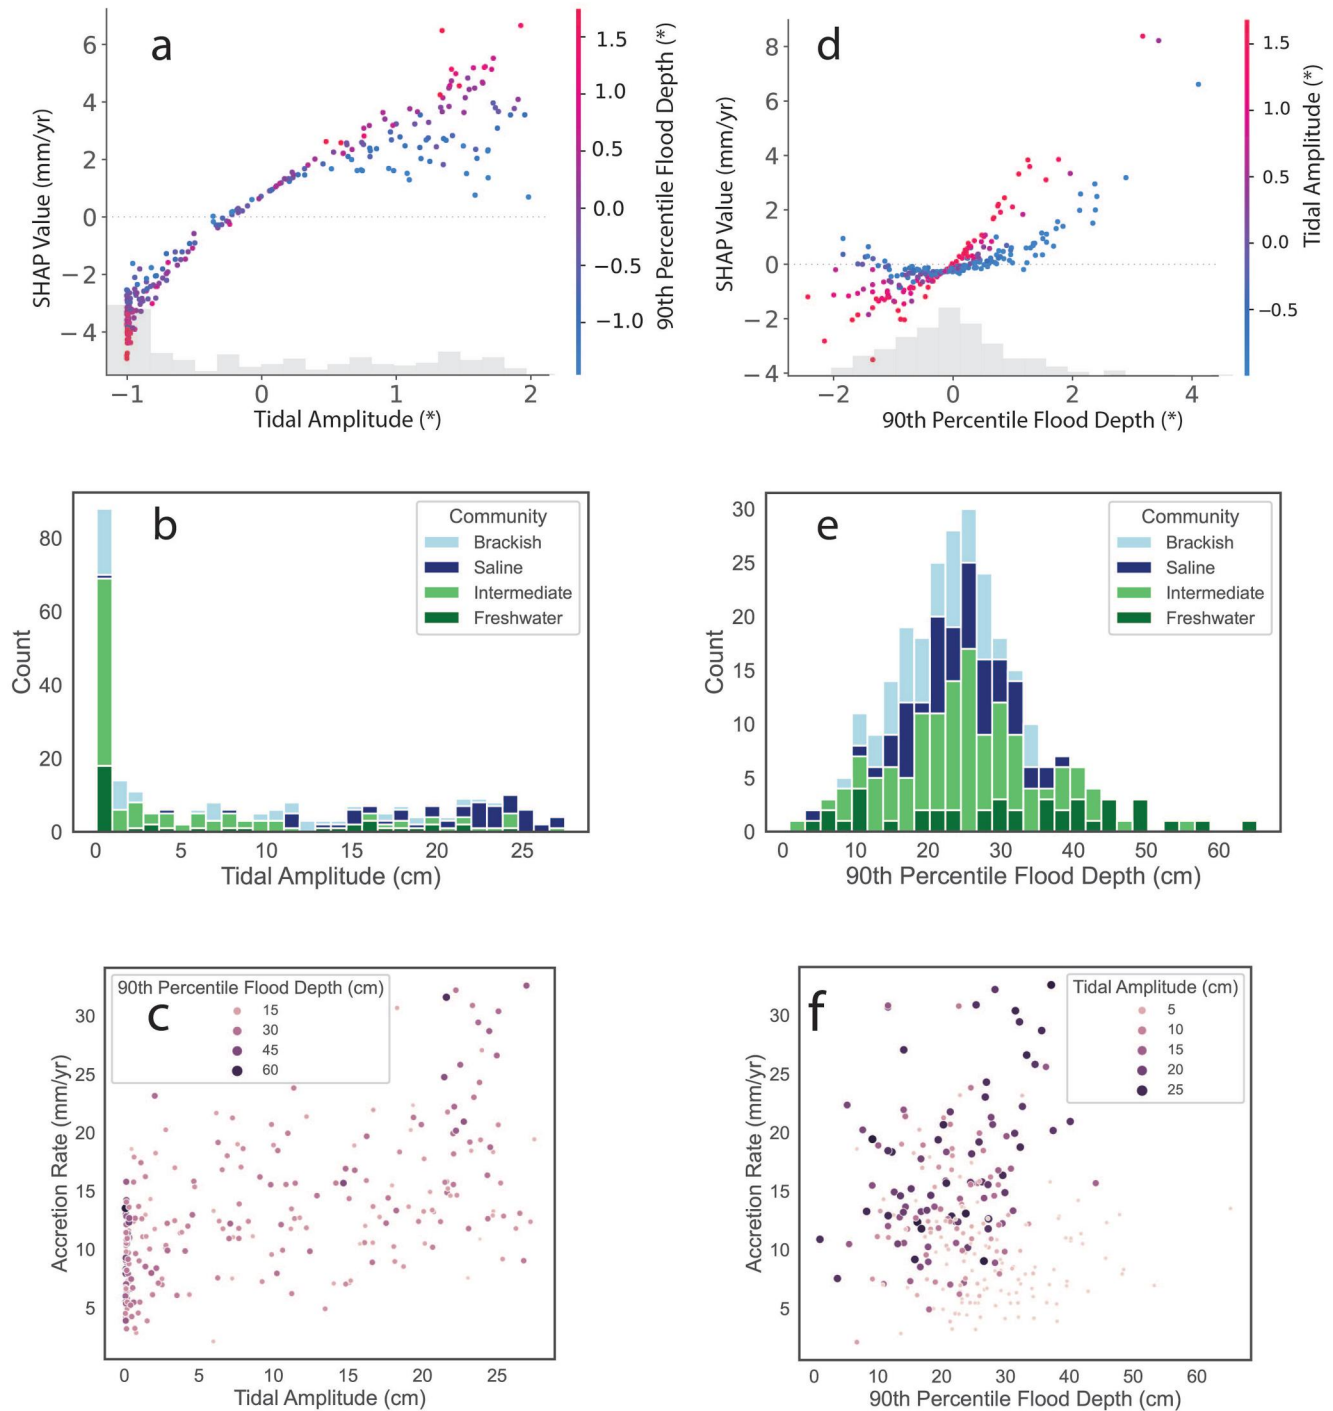 a
6
4
2
0
−2
−4
SHAP Value (mm/yr)
−1
0
1
2
Tidal Amplitude (*)
1.5
1.0
0.5
0.0
−0.5
−1.0
90th Percentile Flood Depth (*)
d
8
6
4
2
0
−2
−4
SHAP Value (mm/yr)
−2
0
2
4
90th Percentile Flood Depth (*)
1.5
1.0
0.5
0.0
−0.5
Tidal Amplitude (*)
b
Community
Brackish
Saline
Intermediate
Freshwater
80
60
40
20
0
Count
0
5
10
15
20
25
Tidal Amplitude (cm)
e
Community
Brackish
Saline
Intermediate
Freshwater
30
25
20
15
10
5
0
Count
0
10
20
30
40
50
60
90th Percentile Flood Depth (cm)
90th Percentile Flood Depth (cm)
c
15
30
45
60
30
25
20
15
10
5
Accretion Rate (mm/yr)
0
5
10
15
20
25
Tidal Amplitude (cm)
f
Tidal Amplitude (cm)
5
10
15
20
25
30
25
20
15
10
5
Accretion Rate (mm/yr)
0
10
20
30
40
50
60
90th Percentile Flood Depth (cm)